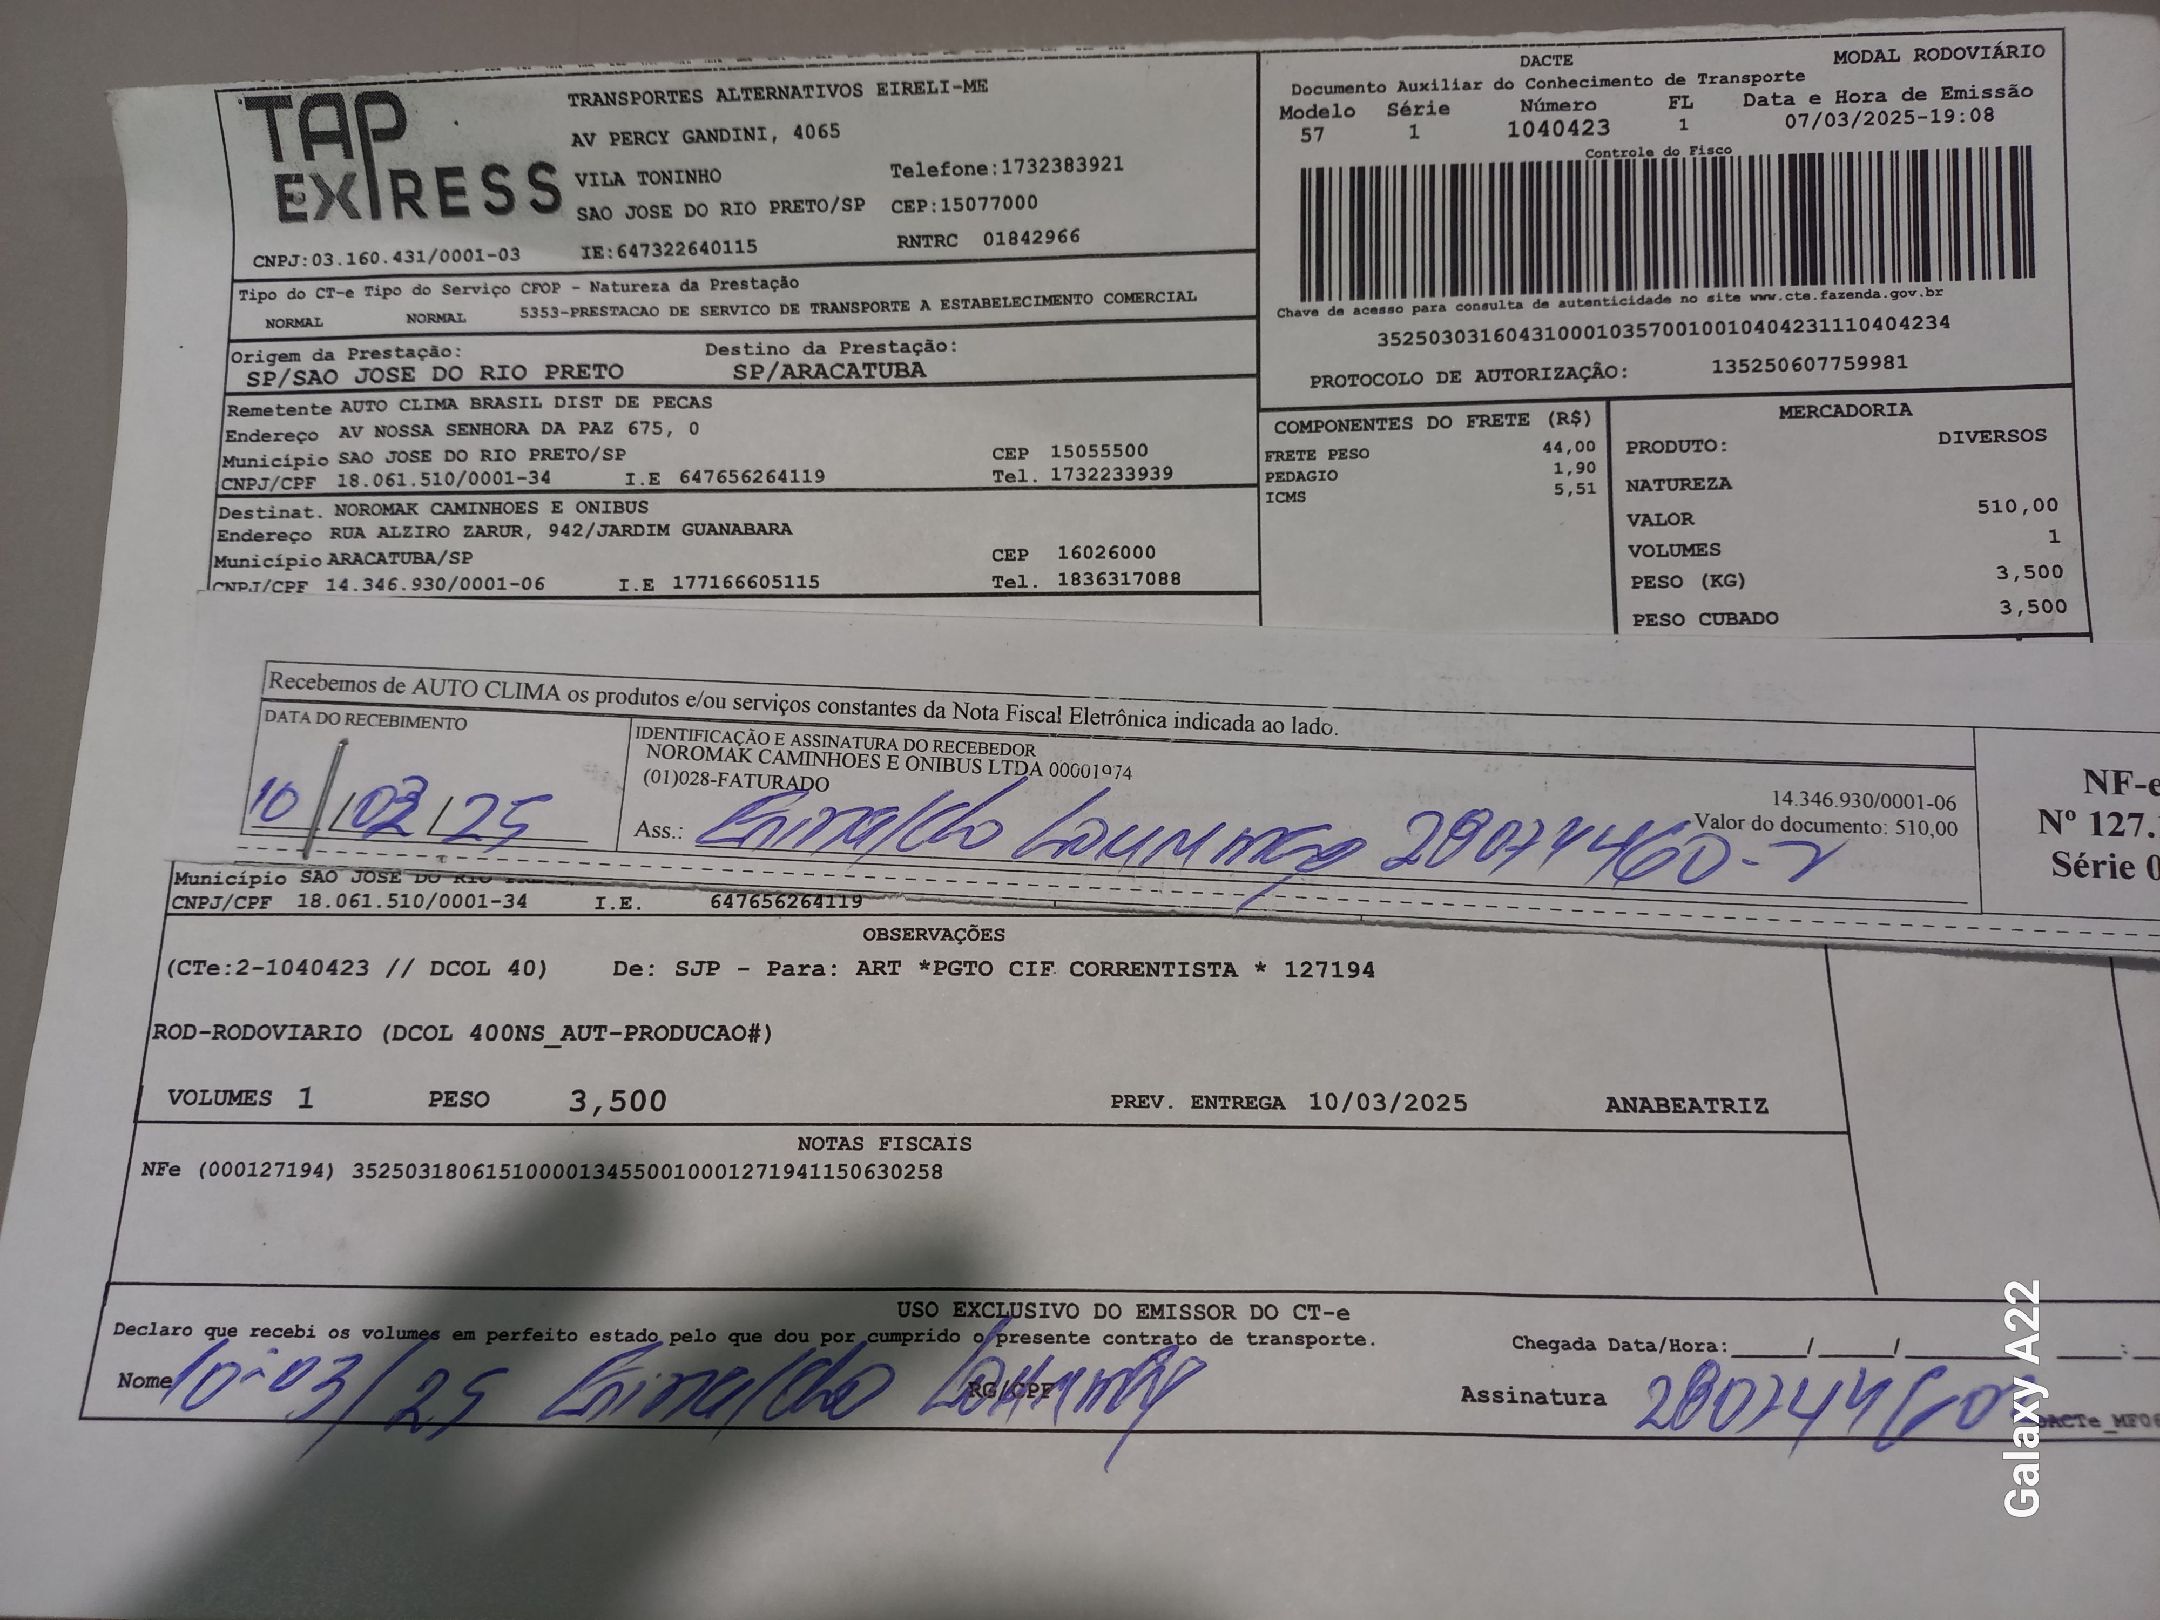 TAP EXPRESS
TRANSPORTES ALTERNATIVOS EIRELI-ME
AV PERCY GANDINI, 4065
VILA TONINHO Telefone:1732383921
SAO JOSE DO RIO PRETO/SP CEP:15077000
CNPJ:03.160.431/0001-03 IE:647322640115 RNTRC 01842966
DACTE MODAL RODOVIÁRIO
Documento Auxiliar do Conhecimento de Transporte
Modelo Série Número FL Data e Hora de Emissão
57 1 1040423 1 07/03/2025-19:08
Controle do Fisco
Chave de acesso para consulta de autenticidade no site www.cte.fazenda.gov.br
35250303160431000103570010010404231110404234
PROTOCOLO DE AUTORIZAÇÃO: 135250607759981
Tipo do CT-e Tipo do Serviço CFOP - Natureza da Prestação
NORMAL NORMAL 5353-PRESTACAO DE SERVICO DE TRANSPORTE A ESTABELECIMENTO COMERCIAL
Origem da Prestação: Destino da Prestação:
SP/SAO JOSE DO RIO PRETO SP/ARACATUBA
Remetente AUTO CLIMA BRASIL DIST DE PECAS
Endereço AV NOSSA SENHORA DA PAZ 675, 0
Município SAO JOSE DO RIO PRETO/SP CEP 15055500
CNPJ/CPF 18.061.510/0001-34 I.E 647656264119 Tel. 1732233939
Destinat. NOROMAK CAMINHOES E ONIBUS
Endereço RUA ALZIRO ZARUR, 942/JARDIM GUANABARA
Município ARACATUBA/SP CEP 16026000
CNPJ/CPF 14.346.930/0001-06 I.E 177166605115 Tel. 1836317088
COMPONENTES DO FRETE (R$)
FRETE PESO 44,00
PEDAGIO 1,90
ICMS 5,51
MERCADORIA
PRODUTO: DIVERSOS
NATUREZA
VALOR 510,00
VOLUMES 1
PESO (KG) 3,500
PESO CUBADO 3,500
Recebemos de AUTO CLIMA os produtos e/ou serviços constantes da Nota Fiscal Eletrônica indicada ao lado.
DATA DO RECEBIMENTO
10/03/25
IDENTIFICAÇÃO E ASSINATURA DO RECEBEDOR
NOROMAK CAMINHOES E ONIBUS LTDA 00001974
(01)028-FATURADO
14.346.930/0001-06
Valor do documento: 510,00
Ass.:
NF-e
Nº 127.
Série 0
Município SAO JOSE DO RIO
CNPJ/CPF 18.061.510/0001-34 I.E. 647656264119
OBSERVAÇÕES
(CTe:2-1040423 // DCOL 40) De: SJP - Para: ART *PGTO CIF CORRENTISTA * 127194
ROD-RODOVIARIO (DCOL 400NS_AUT-PRODUCAO#)
VOLUMES 1 PESO 3,500 PREV. ENTREGA 10/03/2025 ANABEATRIZ
NOTAS FISCAIS
NFe (000127194) 35250318061510000134550010001271941150630258
USO EXCLUSIVO DO EMISSOR DO CT-e
Declaro que recebi os volumes em perfeito estado pelo que dou por cumprido o presente contrato de transporte.
Chegada Data/Hora:____/____/____ ____:
Nome 10-03/25 RG/CPF Assinatura
DACTe_MF06
Galaxy A22